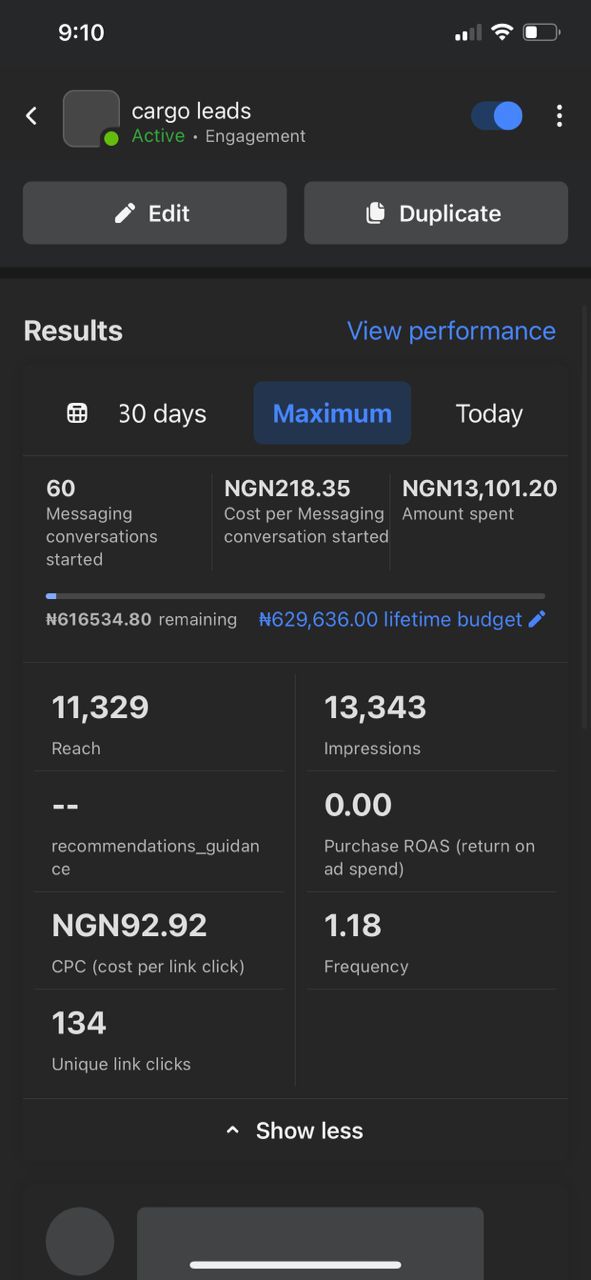 9:10
cargo leads
Active • Engagement
Edit
Duplicate
Results
View performance
30 days
Maximum
Today
60
Messaging
conversations
started
NGN218.35
Cost per Messaging
conversation started
NGN13,101.20
Amount spent
₦616534.80 remaining
₦629,636.00 lifetime budget
11,329
Reach
13,343
Impressions
--
recommendations_guidan
ce
0.00
Purchase ROAS (return on
ad spend)
NGN92.92
CPC (cost per link click)
1.18
Frequency
134
Unique link clicks
Show less